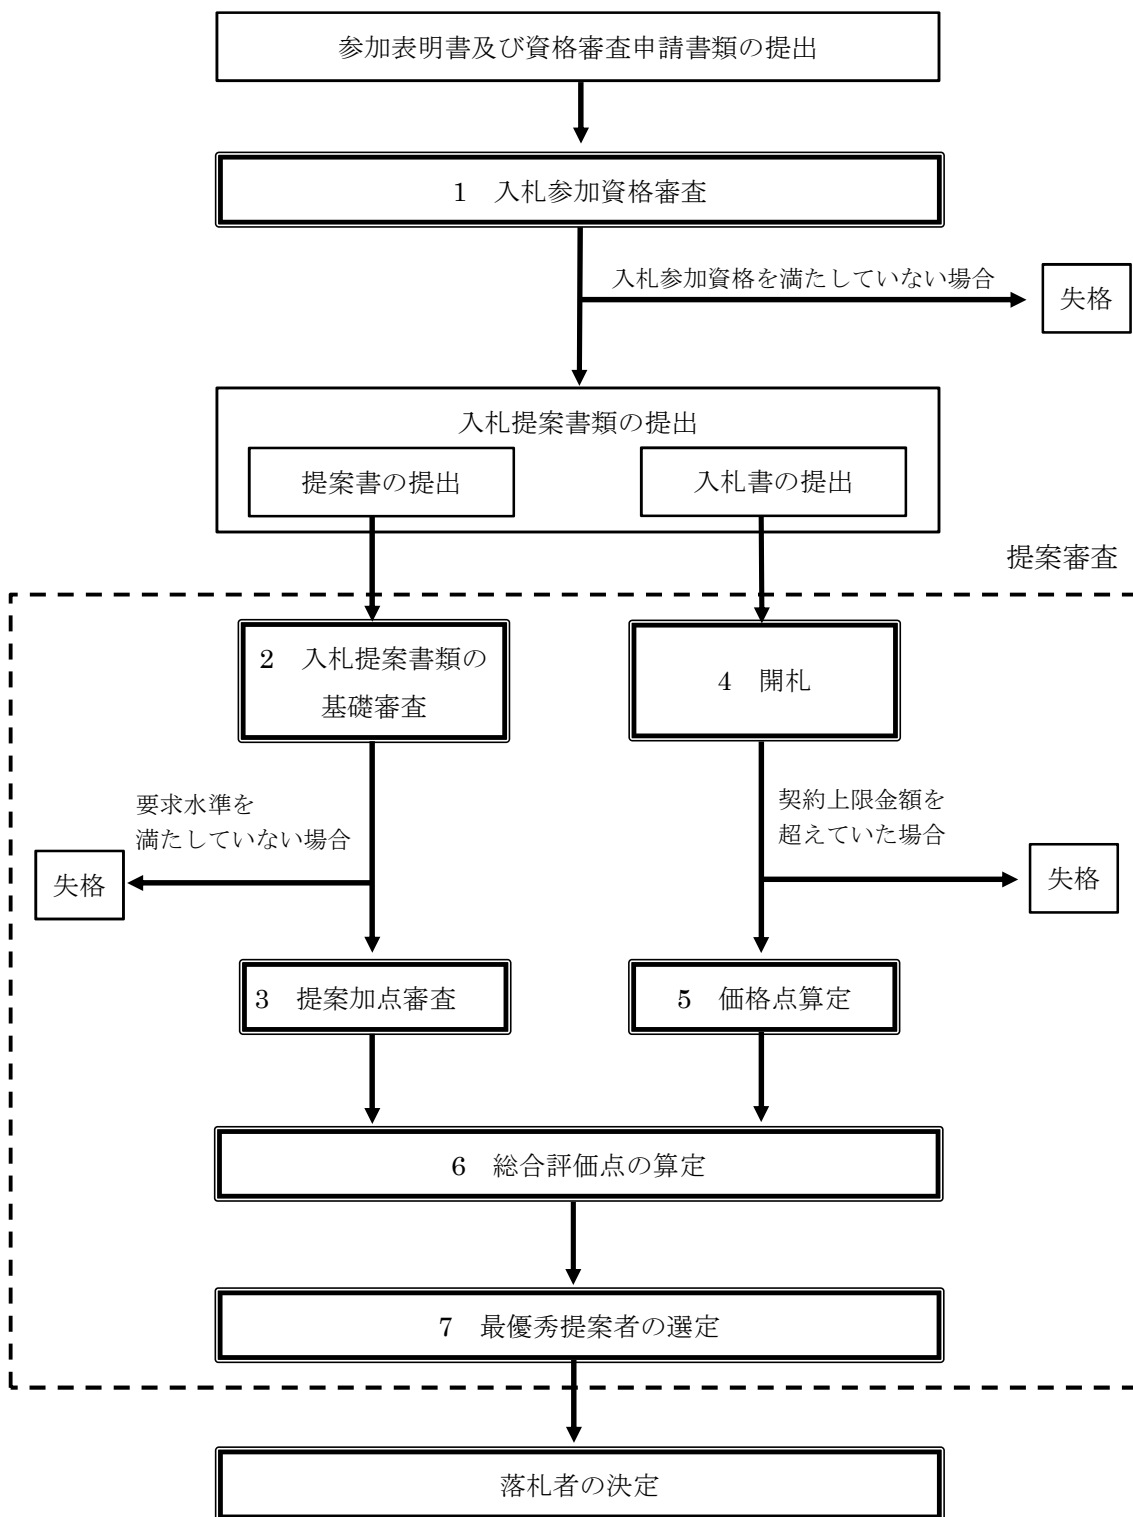 参加表明書及び資格審査申請書類の提出
1　入札参加資格審査
入札参加資格を満たしていない場合
失格
入札提案書類の提出
提案書の提出
入札書の提出
提案審査
2　入札提案書類の
基礎審査
4　開札
要求水準を
満たしていない場合
失格
契約上限金額を
超えていた場合
失格
3　提案加点審査
5　価格点算定
6　総合評価点の算定
7　最優秀提案者の選定
落札者の決定